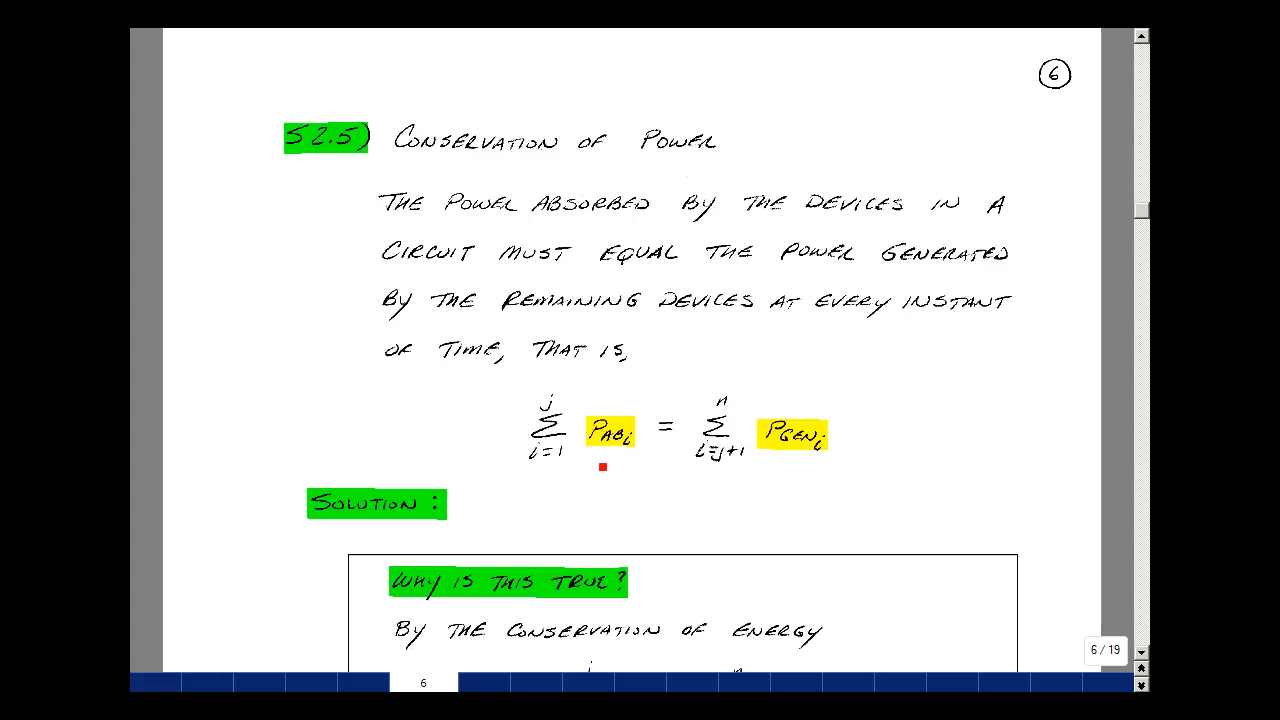 6
S2.5) CONSERVATION OF POWER
THE POWER ABSORBED BY THE DEVICES IN A
CIRCUIT MUST EQUAL THE POWER GENERATED
BY THE REMAINING DEVICES AT EVERY INSTANT
OF TIME, THAT IS,
j n
Σ P_AB_i = Σ P_GEN_i
i=1 i=j+1
SOLUTION:
WHY IS THIS TRUE?
BY THE CONSERVATION OF ENERGY
6 / 19
6